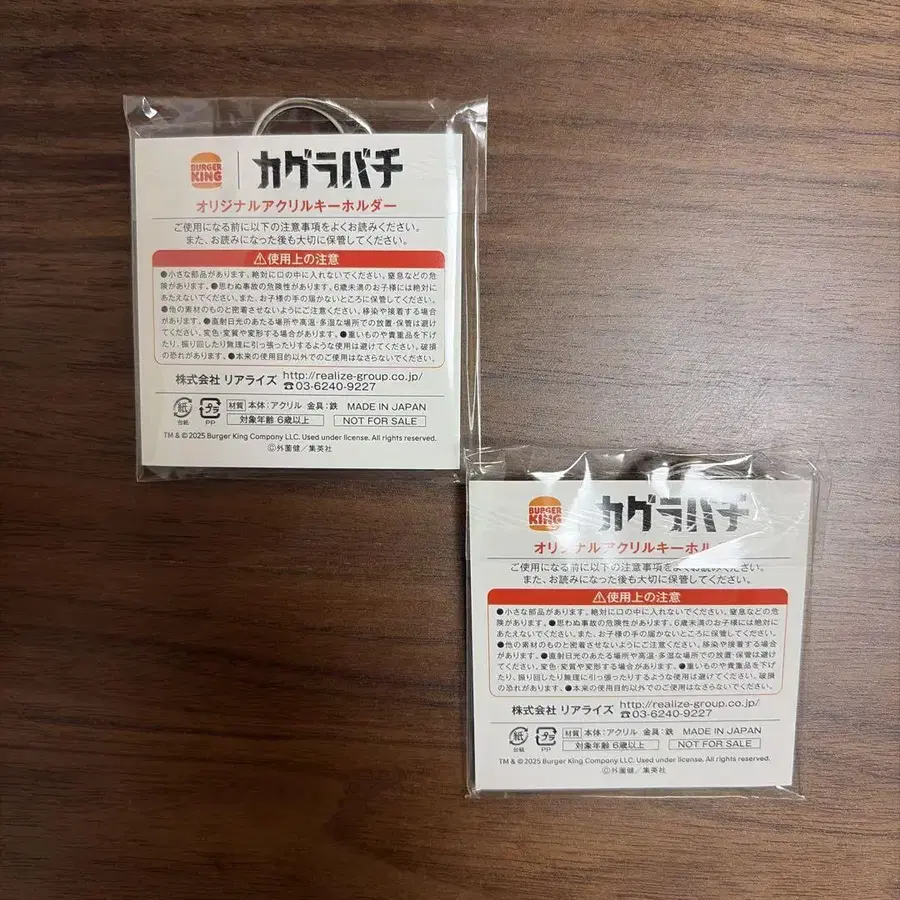 BURGER
KING
カグラバチ
オリジナルアクリルキーホルダー
ご使用になる前に以下の注意事項をよくお読みください。
また、お読みになった後も大切に保管してください。
⚠使用上の注意
●小さな部品があります。絶対に口の中に入れないでください。窒息などの危
険があります。●思わぬ事故の危険性があります。6歳未満のお子様には絶対に
あたえないでください。また、お子様の手の届かないところに保管してください。
●他の素材のものと密着させないようにご注意ください。移染や接着する場合
があります。●直射日光のあたる場所や高温・多湿な場所での放置・保管は避け
てください。変色・変質や変形する場合があります。●重いものや貴重品を下げ
たり、振り回したり無理に引っ張ったりするような使用は避けてください。破損
の恐れがあります。●本来の使用目的以外でのご使用はなさらないでください。
株式会社 リアライズ http://realize-group.co.jp/
☎03-6240-9227
紙 プラ 材質 本体:アクリル 金具:鉄 MADE IN JAPAN
台紙 PP 対象年齢 6歳以上 NOT FOR SALE
TM & © 2025 Burger King Company LLC. Used under license. All rights reserved.
©外薗健/集英社
BURGER
KING
カグラバチ
オリジナルアクリルキーホル
ご使用になる前に以下の注意事項をよくお読みください。
また、お読みになった後も大切に保管してください。
⚠使用上の注意
●小さな部品があります。絶対に口の中に入れないでください。窒息などの危
険があります。●思わぬ事故の危険性があります。6歳未満のお子様には絶対に
あたえないでください。また、お子様の手の届かないところに保管してください。
●他の素材のものと密着させないようにご注意ください。移染や接着する場合
があります。●直射日光のあたる場所や高温・多湿な場所での放置・保管は避け
てください。変色・変質や変形する場合があります。●重いものや貴重品を下げ
たり、振り回したり無理に引っ張ったりするような使用は避けてください。破損
の恐れがあります。●本来の使用目的以外でのご使用はなさらないでください。
株式会社 リアライズ http://realize-group.co.jp/
☎03-6240-9227
紙 プラ 材質 本体:アクリル 金具:鉄 MADE IN JAPAN
台紙 PP 対象年齢 6歳以上 NOT FOR SALE
TM & © 2025 Burger King Company LLC. Used under license. All rights reserved.
©外薗健/集英社